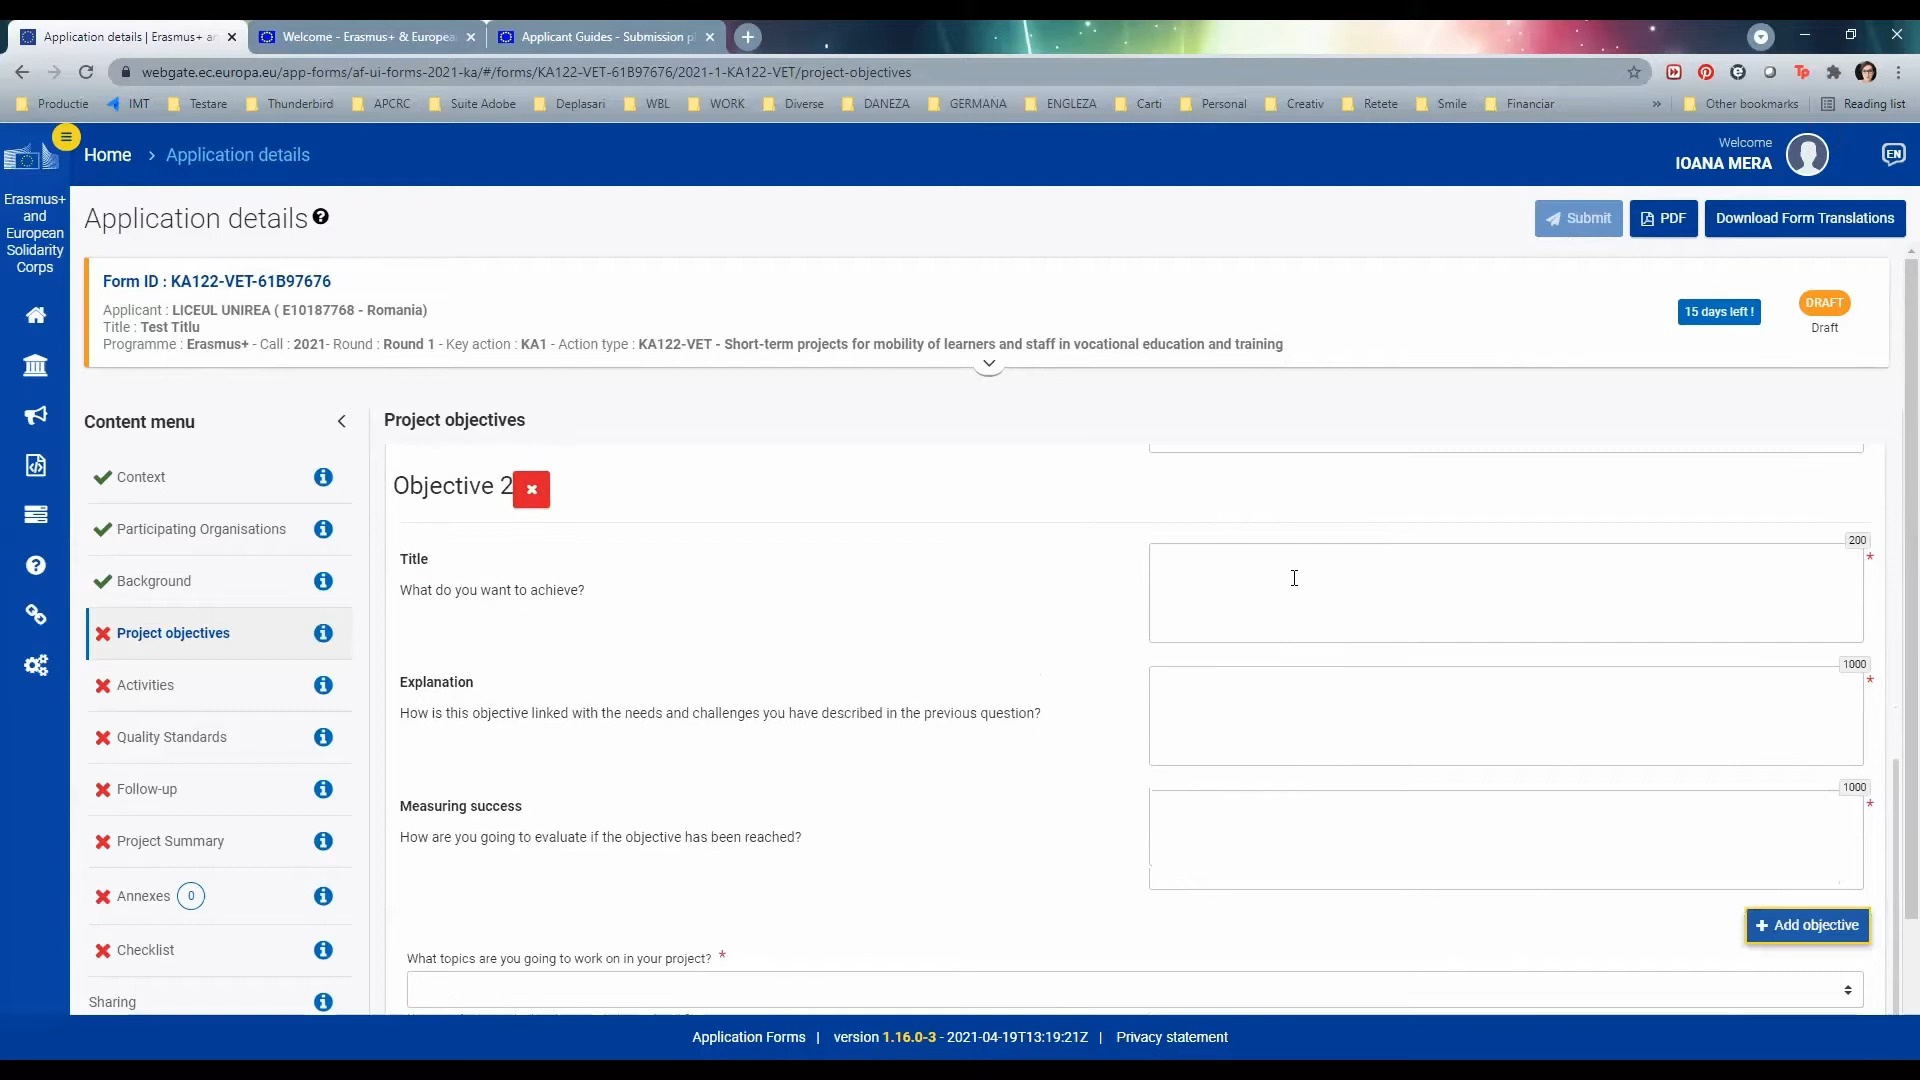 Application details | Erasmus+ an
Welcome - Erasmus+ & Europea
Applicant Guides - Submission p
webgate.ec.europa.eu/app-forms/af-ui-forms-2021-ka/#/forms/KA122-VET-61B97676/2021-1-KA122-VET/project-objectives
Productie IMT Testare Thunderbird APCRC Suite Adobe Deplasari WBL WORK Diverse DANEZA GERMANA ENGLEZA Carti Personal Creativ Retete Smile Financiar » Other bookmarks Reading list
Home > Application details
Welcome
IOANA MERA
EN
Erasmus+
and
European
Solidarity
Corps
Application details
Submit PDF Download Form Translations
Form ID : KA122-VET-61B97676
Applicant : LICEUL UNIREA ( E10187768 - Romania)
Title : Test Titlu
Programme : Erasmus+ - Call : 2021- Round : Round 1 - Key action : KA1 - Action type : KA122-VET - Short-term projects for mobility of learners and staff in vocational education and training
15 days left !
DRAFT
Draft
Content menu
Context
Participating Organisations
Background
Project objectives
Activities
Quality Standards
Follow-up
Project Summary
Annexes 0
Checklist
Sharing
Project objectives
Objective 2
Title
What do you want to achieve?
200
*
Explanation
How is this objective linked with the needs and challenges you have described in the previous question?
1000
*
Measuring success
How are you going to evaluate if the objective has been reached?
1000
*
+ Add objective
What topics are you going to work on in your project? *
Application Forms | version 1.16.0-3 - 2021-04-19T13:19:21Z | Privacy statement